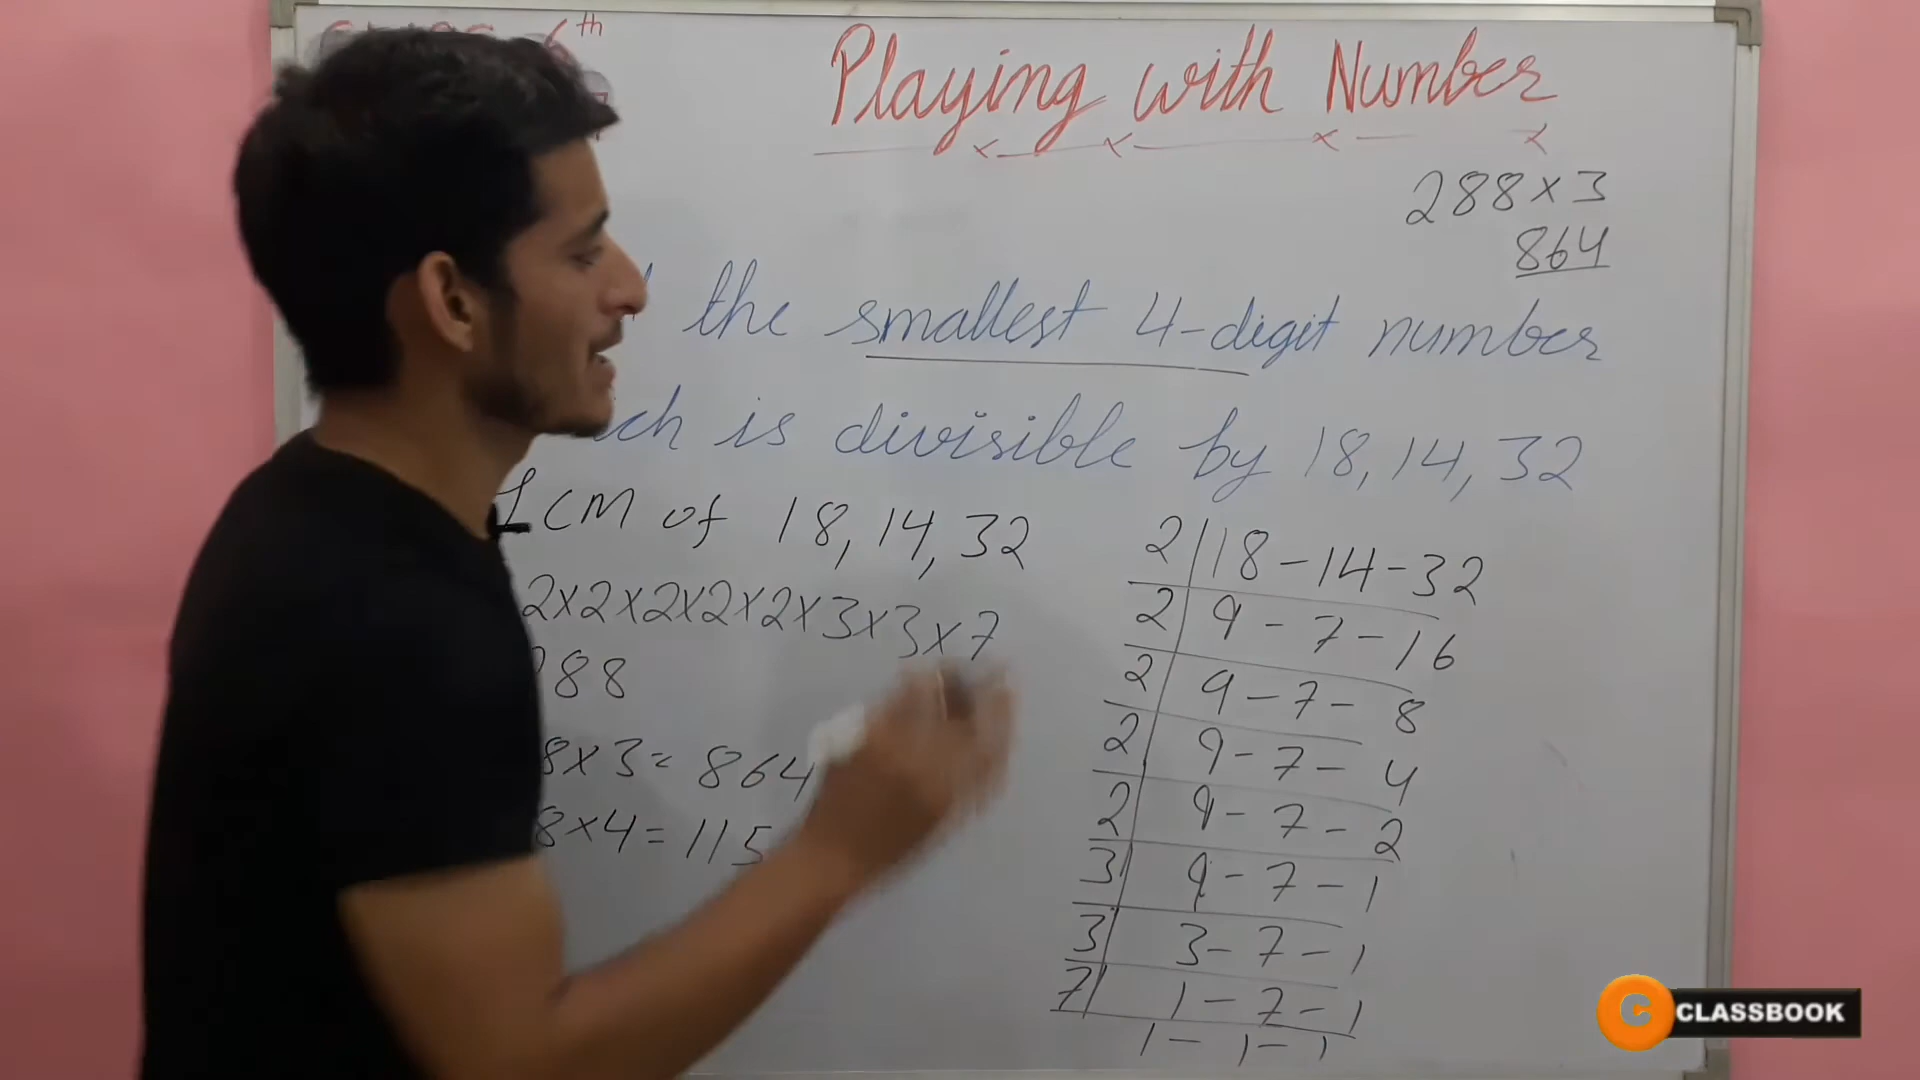 6th
Playing with Number
288×3
864
the smallest 4-digit number
is divisible by 18, 14, 32
LCM of 18, 14, 32
2×2×2×2×2×3×3×7
88
8×3= 864
8×4= 115
2 18-14-32
2 9-7-16
2 9-7-8
2 9-7-4
2 9-7-2
3 9-7-1
3 3-7-1
7 1-7-1
1-1-1
C CLASSBOOK